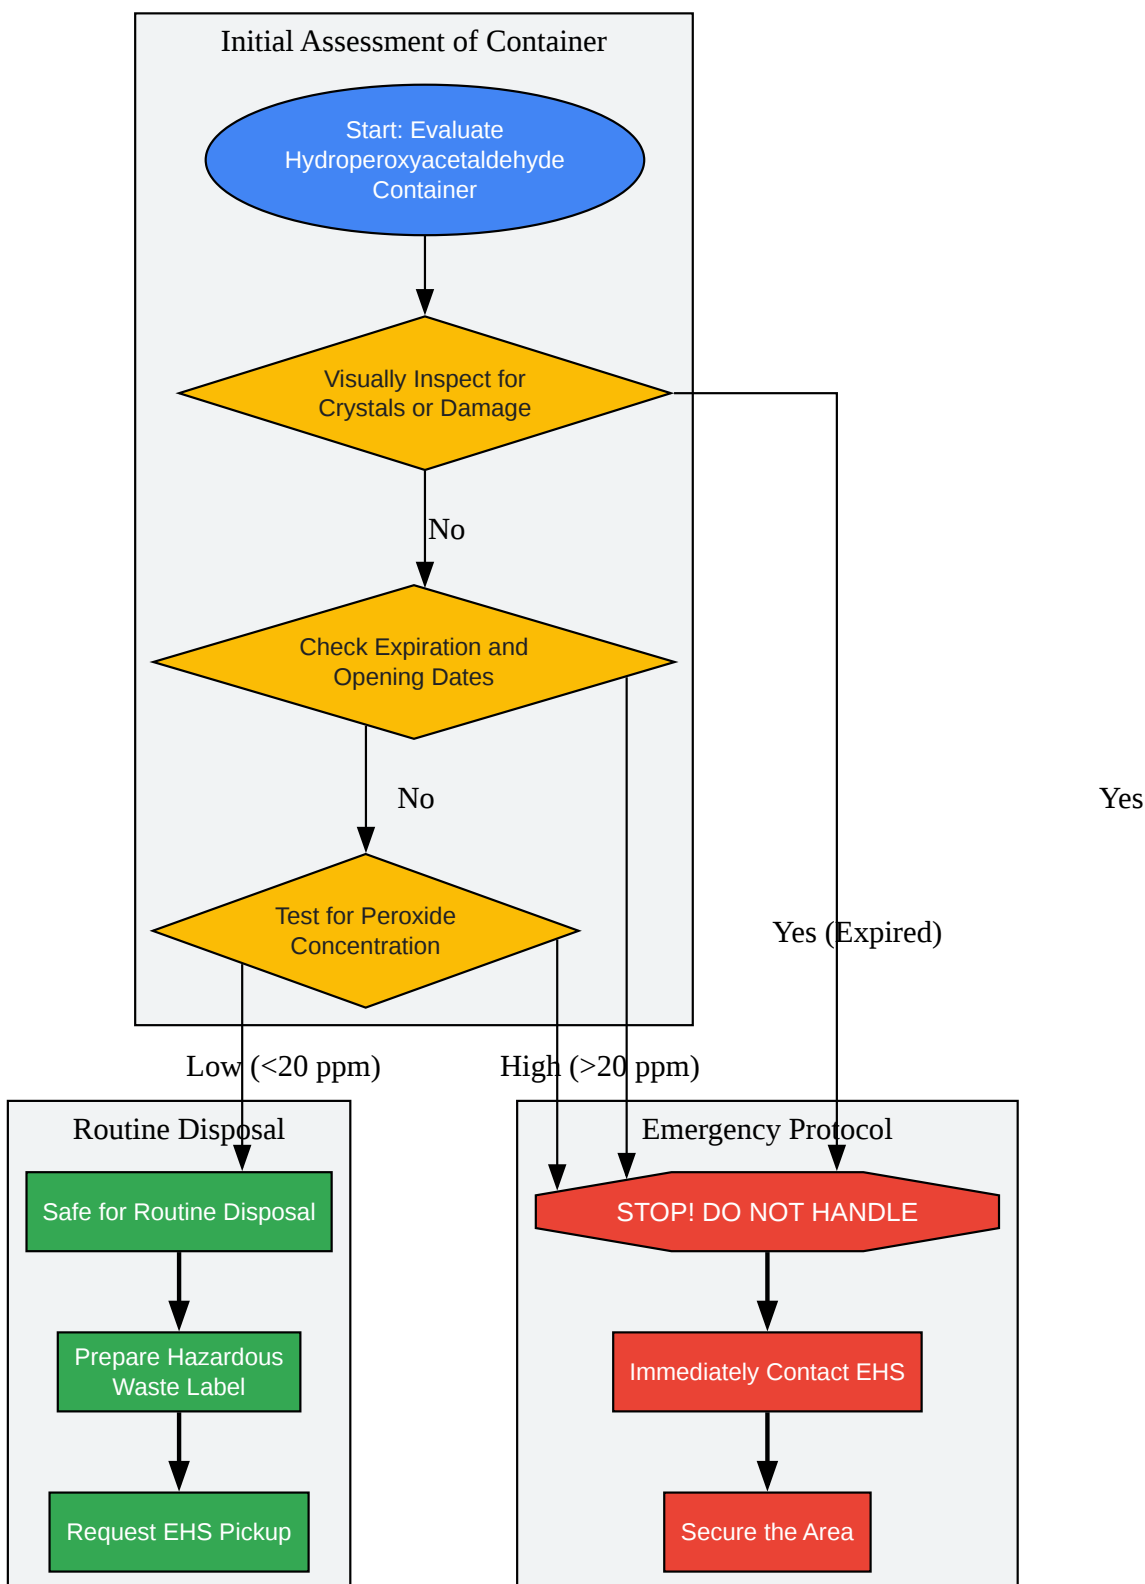 Initial Assessment of Container
Start: Evaluate
Hydroperoxyacetaldehyde
Container
Visually Inspect for
Crystals or Damage
No
Check Expiration and
Opening Dates
No
Yes
Test for Peroxide
Concentration
Yes (Expired)
Low (<20 ppm)
High (>20 ppm)
Routine Disposal
Safe for Routine Disposal
Prepare Hazardous
Waste Label
Request EHS Pickup
Emergency Protocol
STOP! DO NOT HANDLE
Immediately Contact EHS
Secure the Area